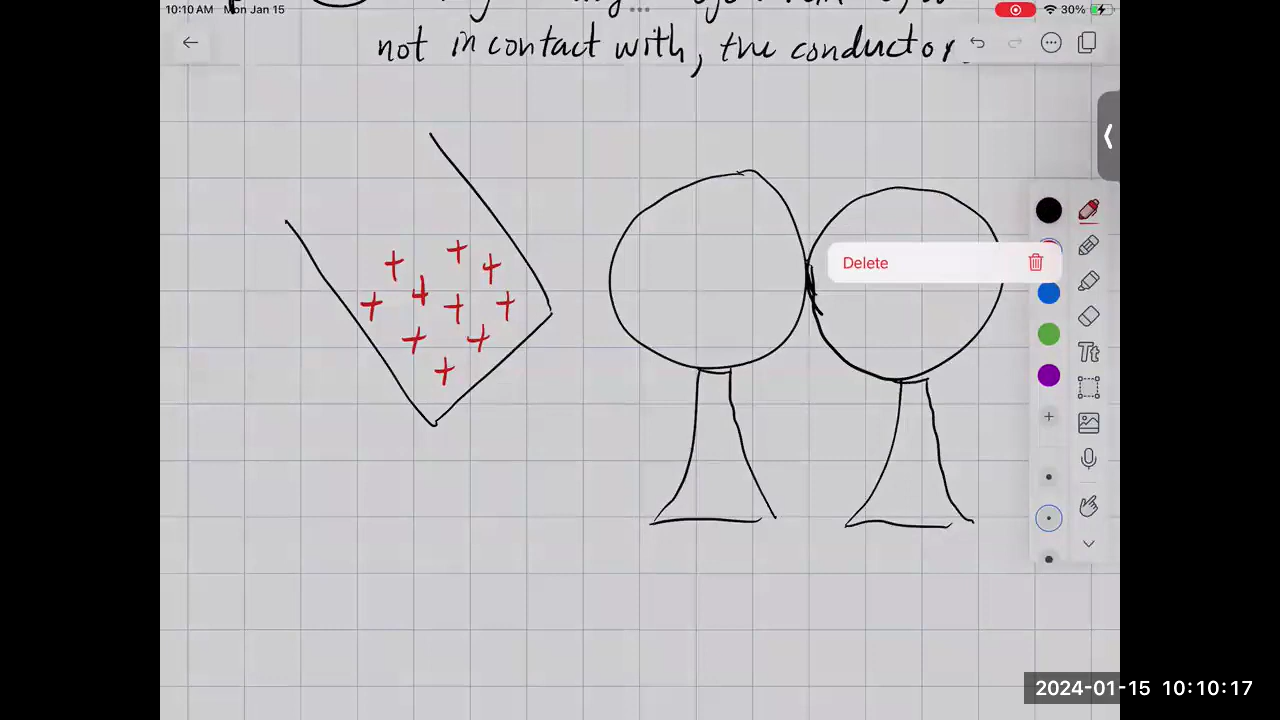 10:10 AM Mon Jan 15
30%
not in contact with, the conductor.
Delete
+ + + +
+ + +
+ + +
Tt
2024-01-15 10:10:17